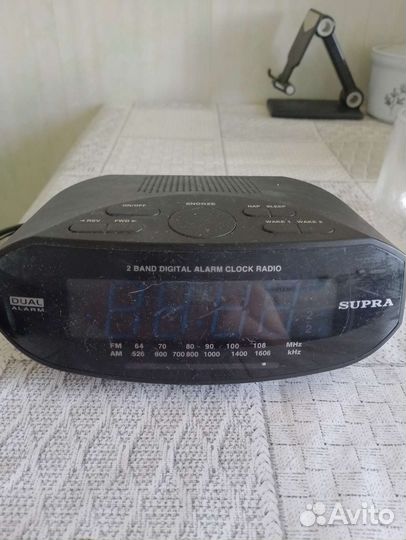 ON/OFF
SNOOZE
NAP SLEEP
◄ REV FWD ►
WAKE 1 WAKE 2
2 BAND DIGITAL ALARM CLOCK RADIO
DUAL
ALARM
SUPRA
FM 64 70 80 90 100 108 MHz
AM 526 600 700 800 1000 1400 1606 kHz
Avito